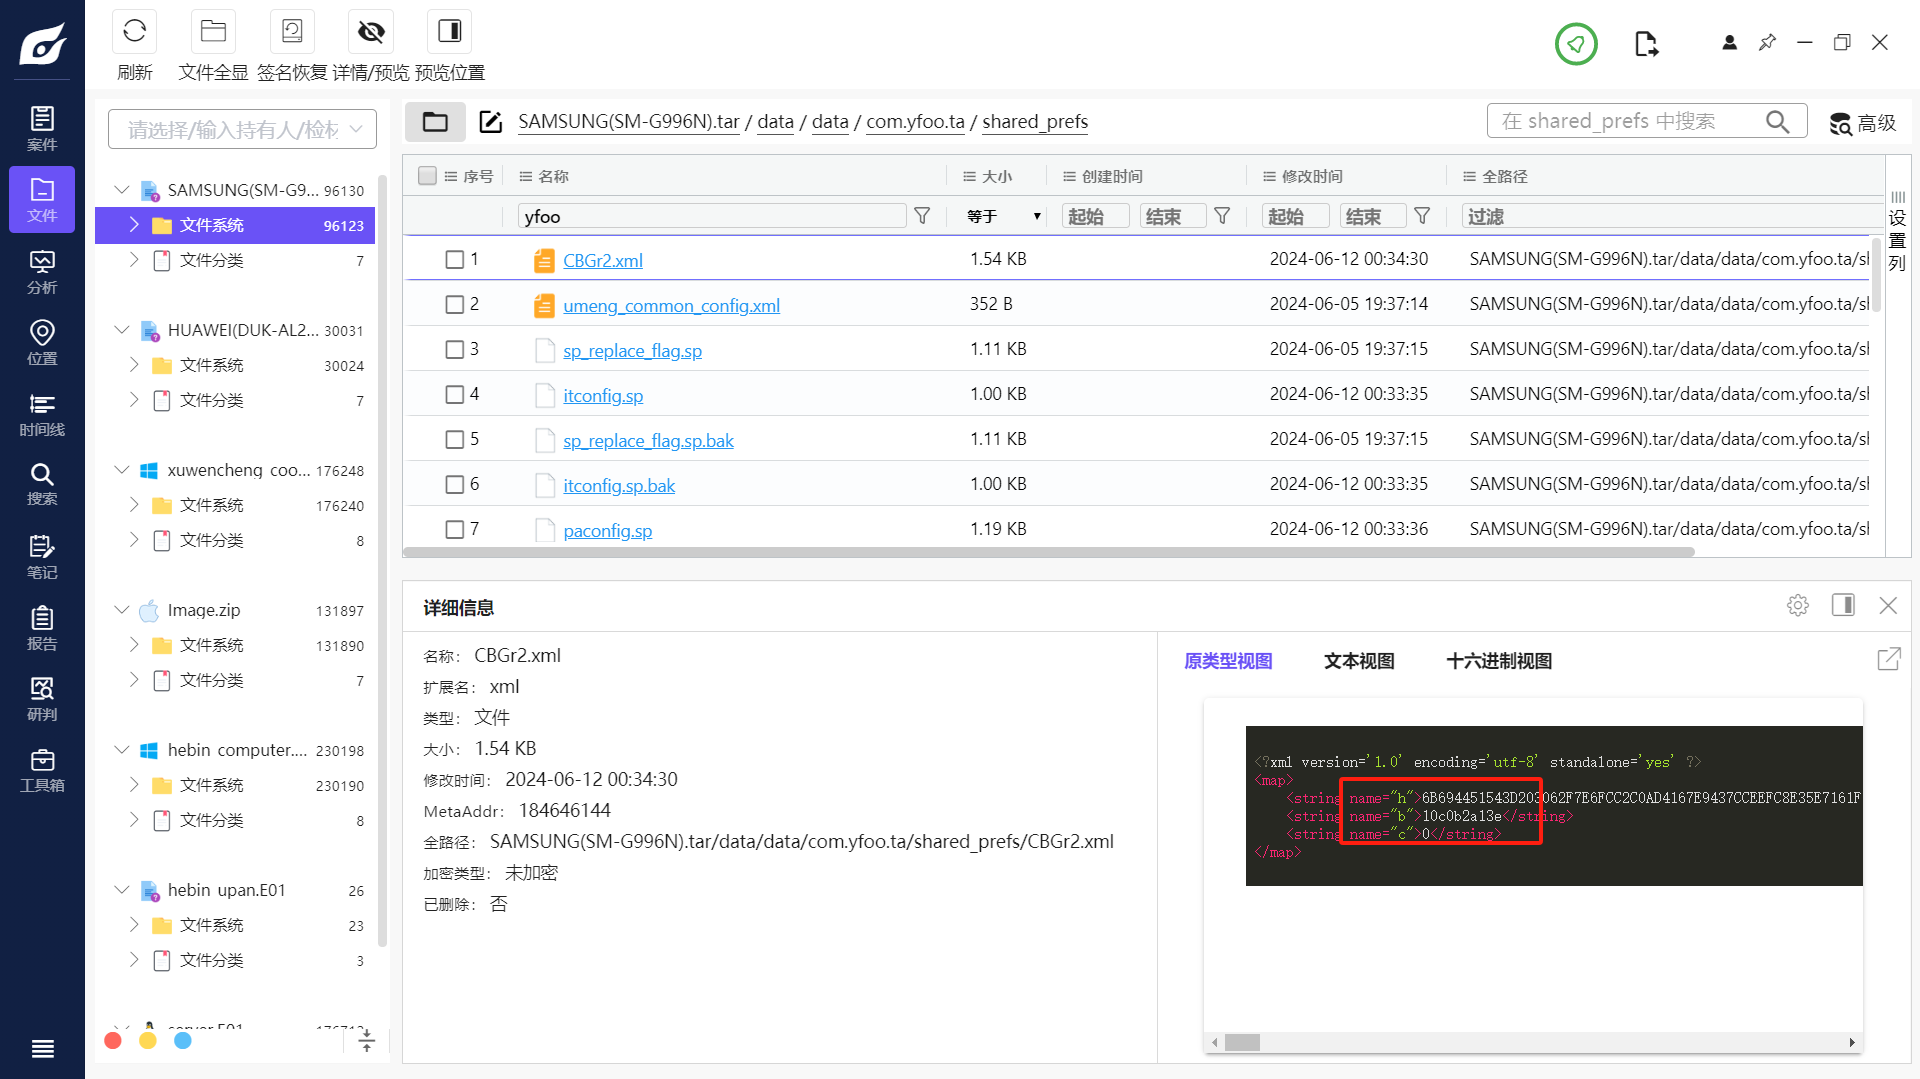 刷新
文件全显
签名恢复
详情/预览
预览位置
案件
文件
分析
位置
时间线
搜索
笔记
报告
研判
工具箱
请选择/输入持有人/检材
SAMSUNG(SM-G9... 96130
文件系统 96123
文件分类 7
HUAWEI(DUK-AL2... 30031
文件系统 30024
文件分类 7
xuwencheng coo... 176248
文件系统 176240
文件分类 8
Image.zip 131897
文件系统 131890
文件分类 7
hebin computer.... 230198
文件系统 230190
文件分类 8
hebin upan.E01 26
文件系统 23
文件分类 3
SAMSUNG(SM-G996N).tar / data / data / com.yfoo.ta / shared_prefs
在 shared_prefs 中搜索
高级
序号 名称 大小 创建时间 修改时间 全路径
yfoo 等于 起始 结束 起始 结束 过滤
设置列
1 CBGr2.xml 1.54 KB 2024-06-12 00:34:30 SAMSUNG(SM-G996N).tar/data/data/com.yfoo.ta/sh
2 umeng_common_config.xml 352 B 2024-06-05 19:37:14 SAMSUNG(SM-G996N).tar/data/data/com.yfoo.ta/sh
3 sp_replace_flag.sp 1.11 KB 2024-06-05 19:37:15 SAMSUNG(SM-G996N).tar/data/data/com.yfoo.ta/sh
4 itconfig.sp 1.00 KB 2024-06-12 00:33:35 SAMSUNG(SM-G996N).tar/data/data/com.yfoo.ta/sh
5 sp_replace_flag.sp.bak 1.11 KB 2024-06-05 19:37:15 SAMSUNG(SM-G996N).tar/data/data/com.yfoo.ta/sh
6 itconfig.sp.bak 1.00 KB 2024-06-12 00:33:35 SAMSUNG(SM-G996N).tar/data/data/com.yfoo.ta/sh
7 paconfig.sp 1.19 KB 2024-06-12 00:33:36 SAMSUNG(SM-G996N).tar/data/data/com.yfoo.ta/sh
详细信息
名称: CBGr2.xml
扩展名: xml
类型: 文件
大小: 1.54 KB
修改时间: 2024-06-12 00:34:30
MetaAddr: 184646144
全路径: SAMSUNG(SM-G996N).tar/data/data/com.yfoo.ta/shared_prefs/CBGr2.xml
加密类型: 未加密
已删除: 否
原类型视图 文本视图 十六进制视图
<?xml version='1.0' encoding='utf-8' standalone='yes' ?>
<map>
<string name="h">6B694451543D203062F7E6FCC2C0AD4167E9437CCEEFC8E35E7161F
<string name="b">10c0b2a13e</string>
<string name="c">0</string>
</map>